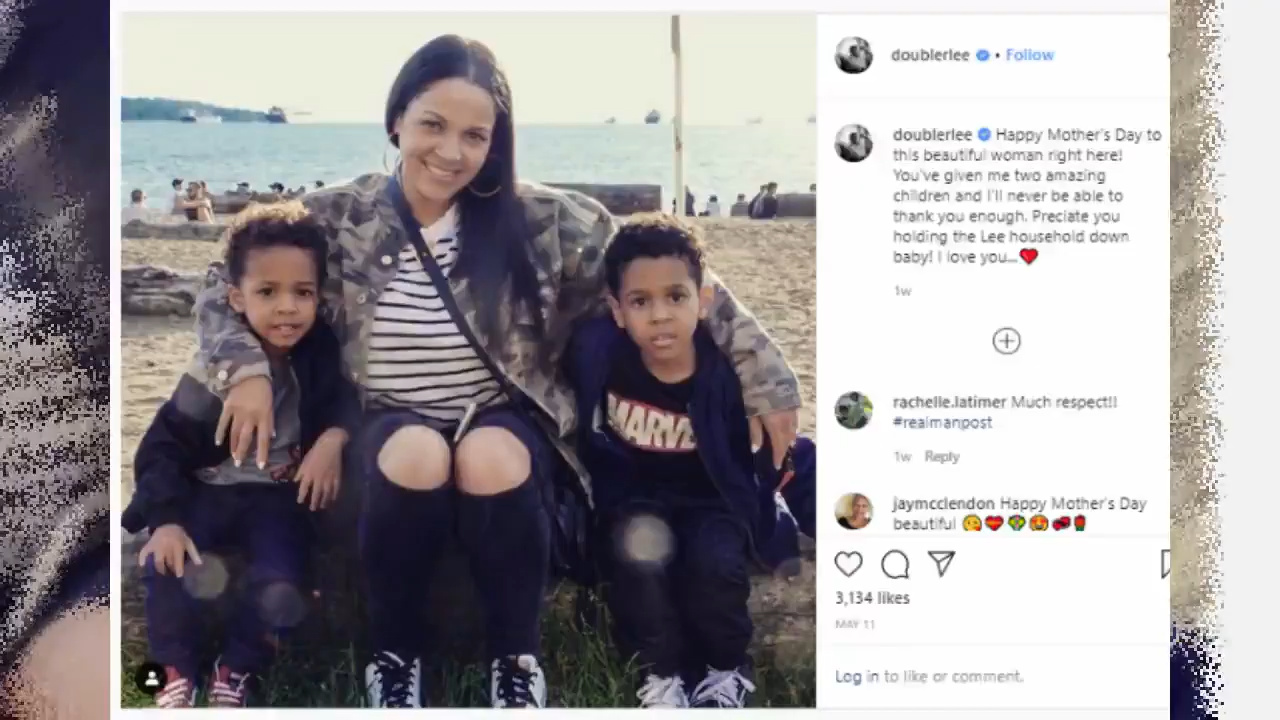 doublerlee • Follow
doublerlee Happy Mother's Day to
this beautiful woman right here!
You've given me two amazing
children and I'll never be able to
thank you enough. Preciate you
holding the Lee household down
baby! I love you...❤️
1w
rachelle.latimer Much respect!!
#realmanpost
1w Reply
jaymcclendon Happy Mother's Day
beautiful
3,134 likes
MAY 11
Log in to like or comment.
MARVE